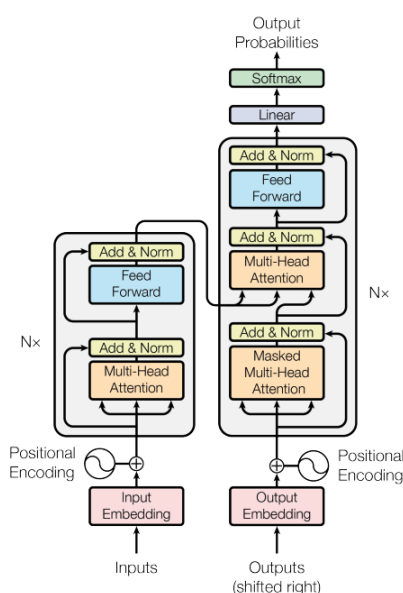 Output
Probabilities
Softmax
Linear
Add & Norm
Feed
Forward
Add & Norm
Multi-Head
Attention
Nx
Add & Norm
Masked
Multi-Head
Attention
Add & Norm
Feed
Forward
Nx
Add & Norm
Multi-Head
Attention
Positional
Encoding
Positional
Encoding
Input
Embedding
Output
Embedding
Inputs
Outputs
(shifted right)